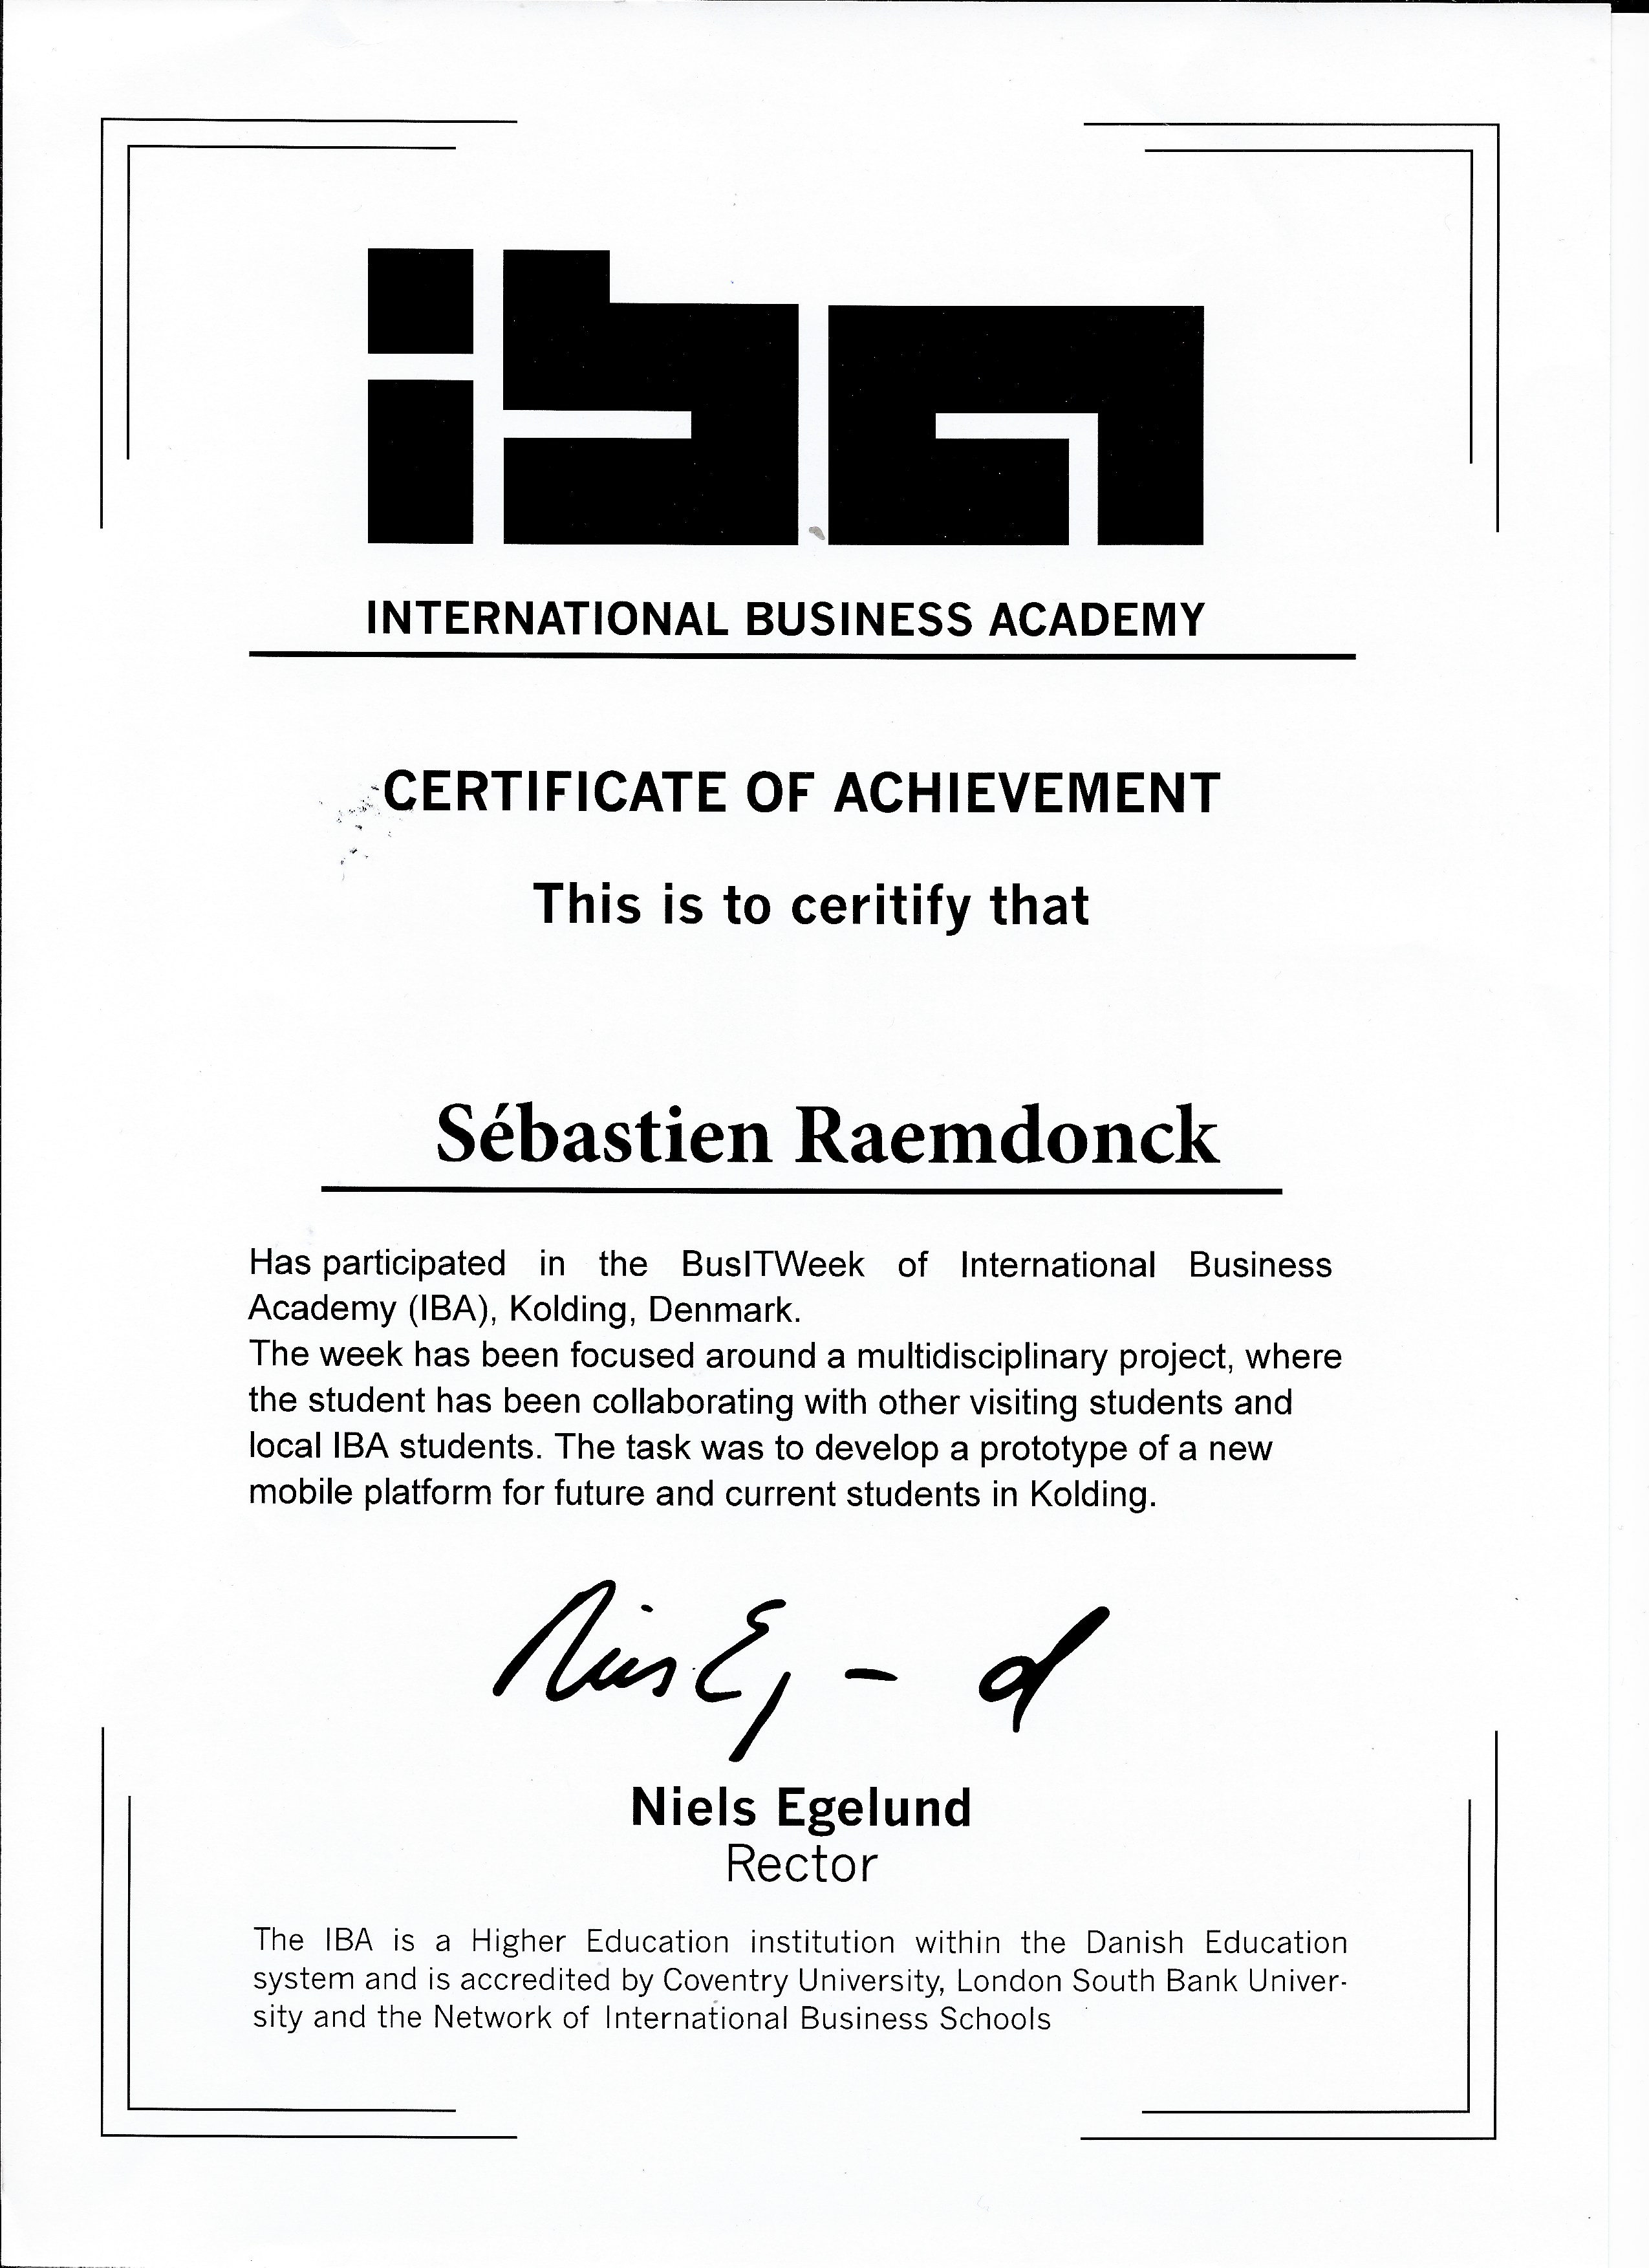 iba
INTERNATIONAL BUSINESS ACADEMY
CERTIFICATE OF ACHIEVEMENT
This is to ceritify that
Sébastien Raemdonck
Has participated in the BusITWeek of International Business
Academy (IBA), Kolding, Denmark.
The week has been focused around a multidisciplinary project, where
the student has been collaborating with other visiting students and
local IBA students. The task was to develop a prototype of a new
mobile platform for future and current students in Kolding.
Niels Egelund
Rector
The IBA is a Higher Education institution within the Danish Education
system and is accredited by Coventry University, London South Bank Univer-
sity and the Network of International Business Schools